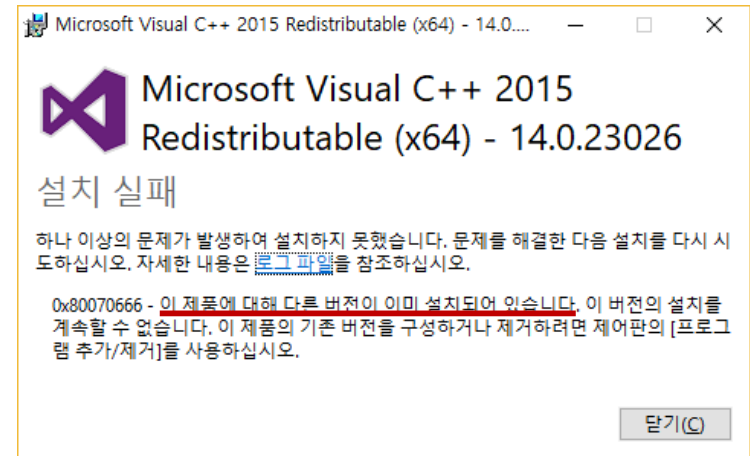 Microsoft Visual C++ 2015 Redistributable (x64) - 14.0....
Microsoft Visual C++ 2015
Redistributable (x64) - 14.0.23026
설치 실패
하나 이상의 문제가 발생하여 설치하지 못했습니다. 문제를 해결한 다음 설치를 다시 시
도하십시오. 자세한 내용은 로그 파일을 참조하십시오.
0x80070666 - 이 제품에 대해 다른 버전이 이미 설치되어 있습니다. 이 버전의 설치를
계속할 수 없습니다. 이 제품의 기존 버전을 구성하거나 제거하려면 제어판의 [프로그
램 추가/제거]를 사용하십시오.
닫기(C)